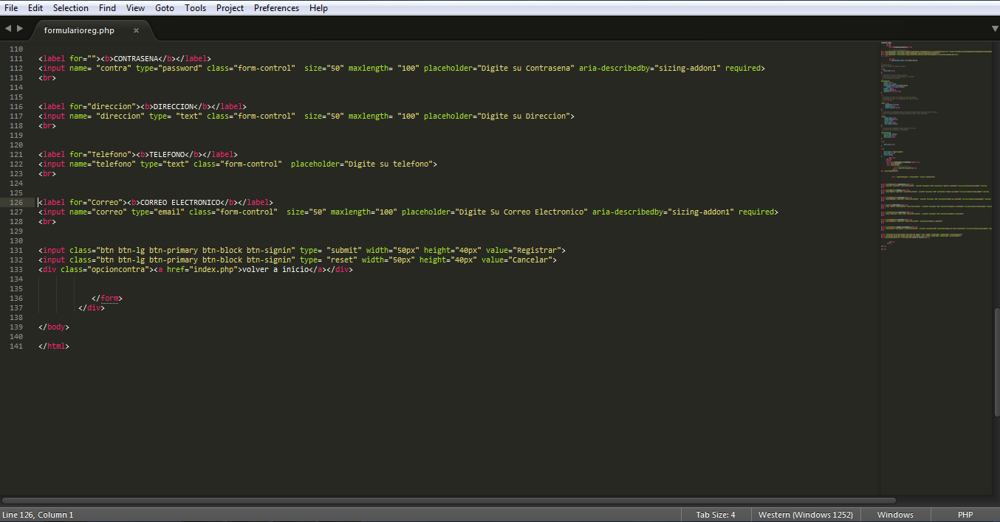 File Edit Selection Find View Goto Tools Project Preferences Help
formularioreg.php ×
110
111 <label for=""><b>CONTRASENA</b></label>
112 <input name= "contra" type="password" class="form-control"  size="50" maxlength= "100" placeholder="Digite su Contrasena" aria-describedby="sizing-addon1" required>
113 <br>
114
115
116 <label for="direccion"><b>DIRECCION</b></label>
117 <input name= "direccion" type= "text" class="form-control"  size="50" maxlength= "100" placeholder="Digite su Direccion">
118 <br>
119
120
121 <label for="Telefono"><b>TELEFONO</b></label>
122 <input name="telefono" type="text" class="form-control"  placeholder="Digite su telefono">
123 <br>
124
125
126 <label for="Correo"><b>CORREO ELECTRONICO</b></label>
127 <input name="correo" type="email" class="form-control"  size="50" maxlength="100" placeholder="Digite Su Correo Electronico" aria-describedby="sizing-addon1" required>
128 <br>
129
130
131 <input class="btn btn-lg btn-primary btn-block btn-signin" type= "submit" width="50px" height="40px" value="Registrar">
132 <input class="btn btn-lg btn-primary btn-block btn-signin" type= "reset" width="50px" height="40px" value="Cancelar">
133 <div class="opcioncontra"><a href="index.php">volver a inicio</a></div>
134
135
136 </form>
137 </div>
138
139 </body>
140
141 </html>
Line 126, Column 1 Tab Size: 4 Western (Windows 1252) Windows PHP